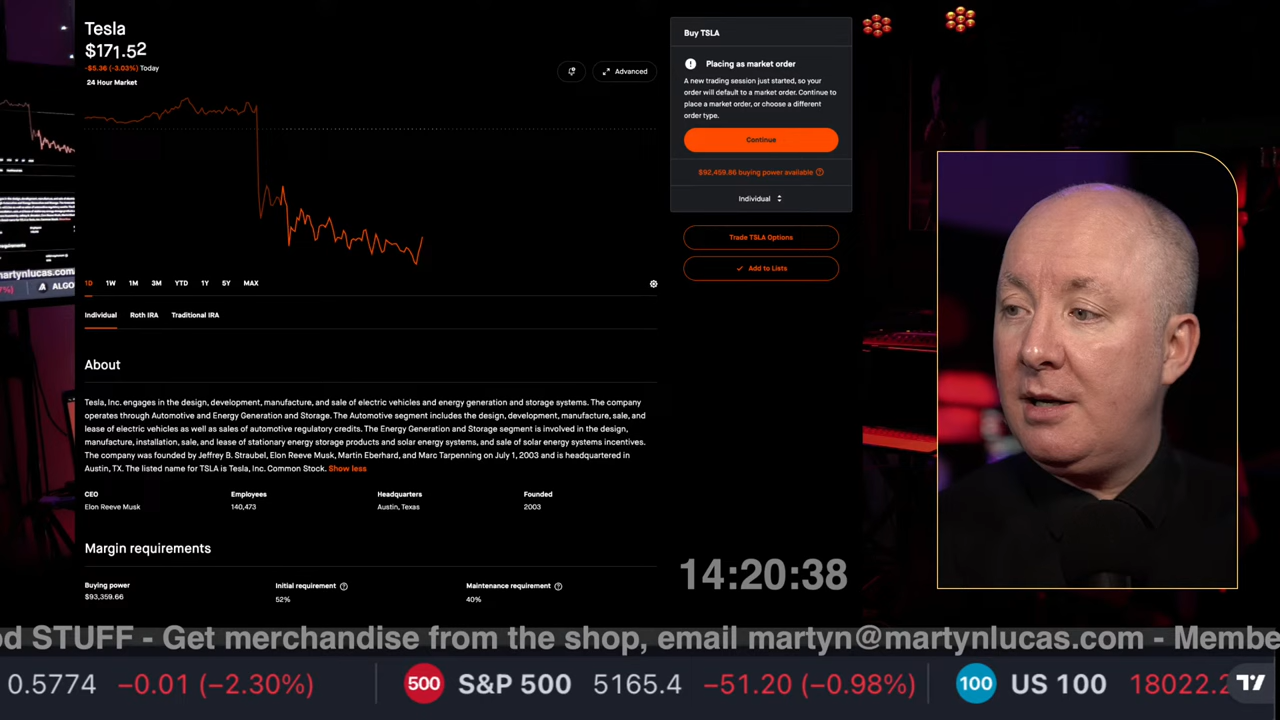 Tesla
$171.52
-$5.36 (-3.03%) Today
24 Hour Market
Advanced
Buy TSLA
Placing as market order
A new trading session just started, so your
order will default to a market order. Continue to
place a market order, or choose a different
order type.
Continue
$92,459.86 buying power available
Individual
Trade TSLA Options
Add to Lists
1D 1W 1M 3M YTD 1Y 5Y MAX
Individual Roth IRA Traditional IRA
About
Tesla, Inc. engages in the design, development, manufacture, and sale of electric vehicles and energy generation and storage systems. The company
operates through Automotive and Energy Generation and Storage. The Automotive segment includes the design, development, manufacture, sale, and
lease of electric vehicles as well as sales of automotive regulatory credits. The Energy Generation and Storage segment is involved in the design,
manufacture, installation, sale, and lease of stationary energy storage products and solar energy systems, and sale of solar energy systems incentives.
The company was founded by Jeffrey B. Straubel, Elon Reeve Musk, Martin Eberhard, and Marc Tarpenning on July 1, 2003 and is headquartered in
Austin, TX. The listed name for TSLA is Tesla, Inc. Common Stock. Show less
CEO Employees Headquarters Founded
Elon Reeve Musk 140,473 Austin, Texas 2003
Margin requirements
Buying power Initial requirement Maintenance requirement
$93,359.66 52% 40%
14:20:38
martynlucas.com
%) ALGO
od STUFF - Get merchandise from the shop, email martyn@martynlucas.com - Membe
0.5774 −0.01 (−2.30%) 500 S&P 500 5165.4 −51.20 (−0.98%) 100 US 100 18022.2